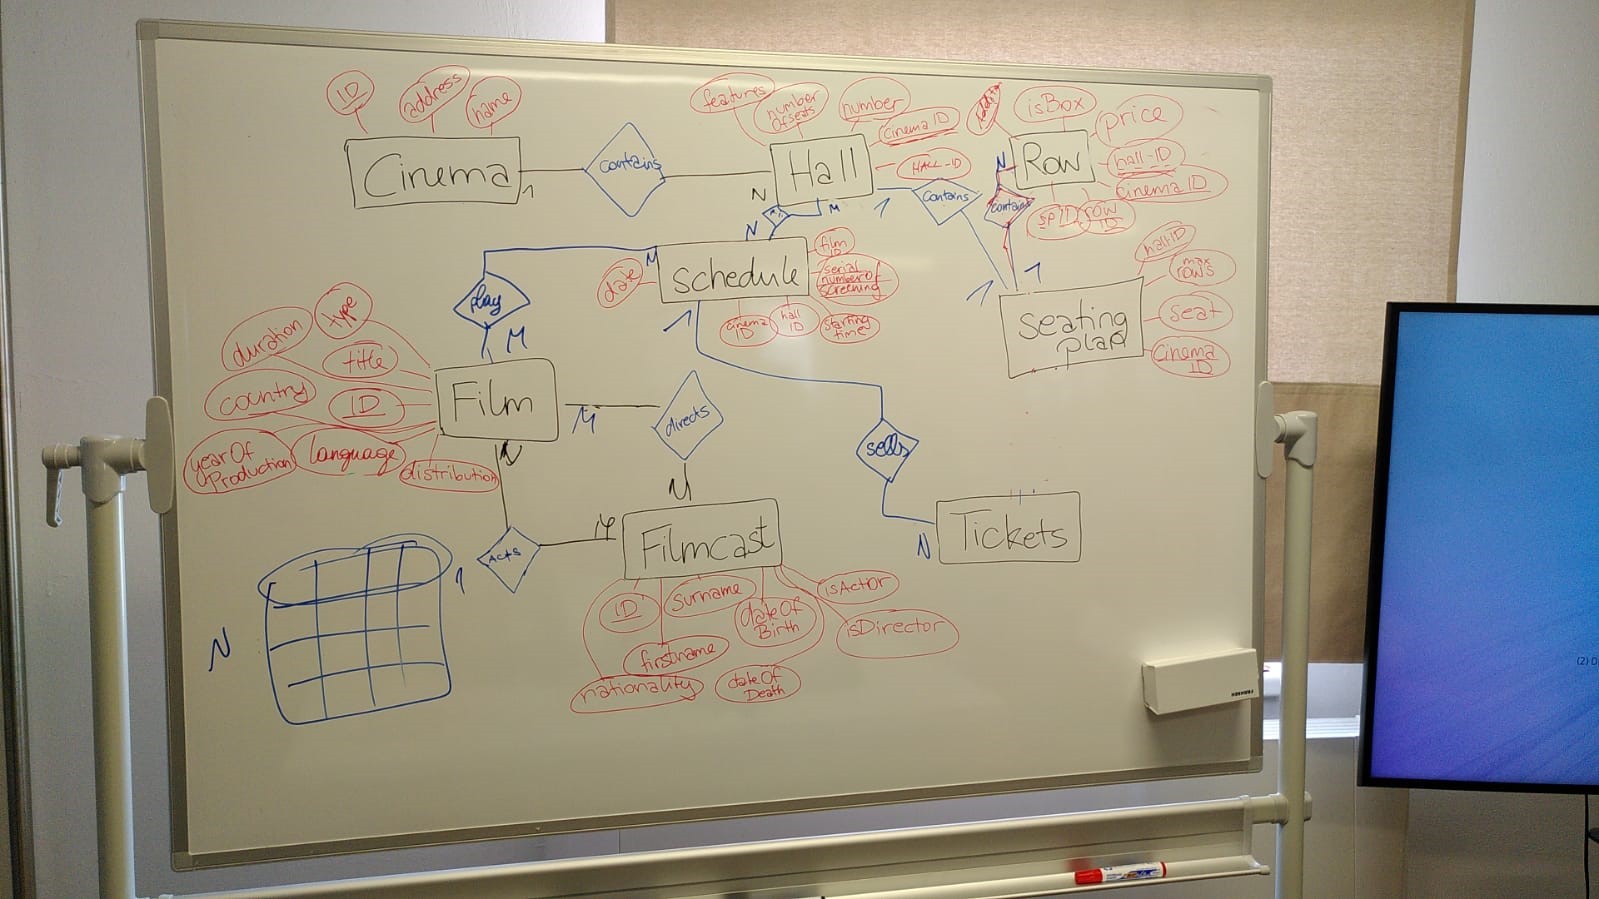 ID
address
name
Cinema
1
contains
N
features
number
Of seats
number
cinema ID
HALL-ID
Hall
1
contains
N
M
isBox
price
hall-ID
cinema ID
row
ID
Row
N
contains
1
1
hall ID
max
rows
seat
cinema
ID
seating
plan
schedule
M
date
film
ID
serial
number of
screening
cinema
ID
hall
ID
starting
time
1
play
M
duration
type
title
country
ID
year Of
Production
language
distribution
Film
M
directs
M
N
Acts
M
sells
N
Tickets
Filmcast
ID
surname
firstname
nationality
date Of
Birth
date Of
Death
isActor
isDirector
1
N
(2) D